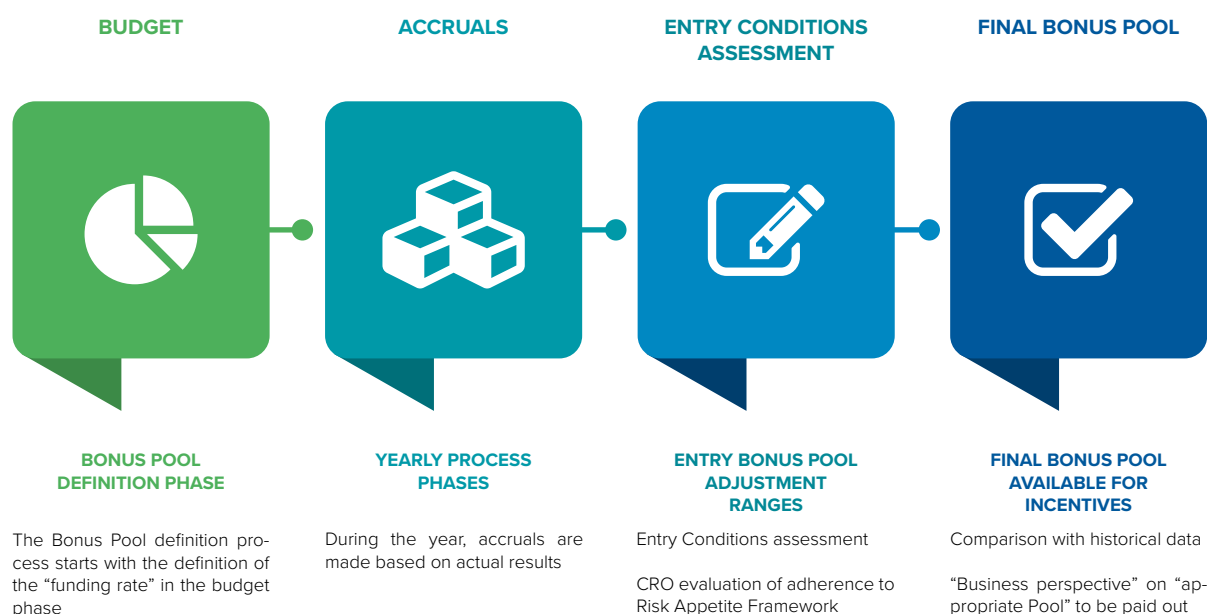 BUDGET
ACCRUALS
ENTRY CONDITIONS
ASSESSMENT
FINAL BONUS POOL
BONUS POOL
DEFINITION PHASE
The Bonus Pool definition pro-
cess starts with the definition of
the “funding rate” in the budget
phase
YEARLY PROCESS
PHASES
During the year, accruals are
made based on actual results
ENTRY BONUS POOL
ADJUSTMENT
RANGES
Entry Conditions assessment
CRO evaluation of adherence to
Risk Appetite Framework
FINAL BONUS POOL
AVAILABLE FOR
INCENTIVES
Comparison with historical data
“Business perspective” on “ap-
propriate Pool” to be paid out